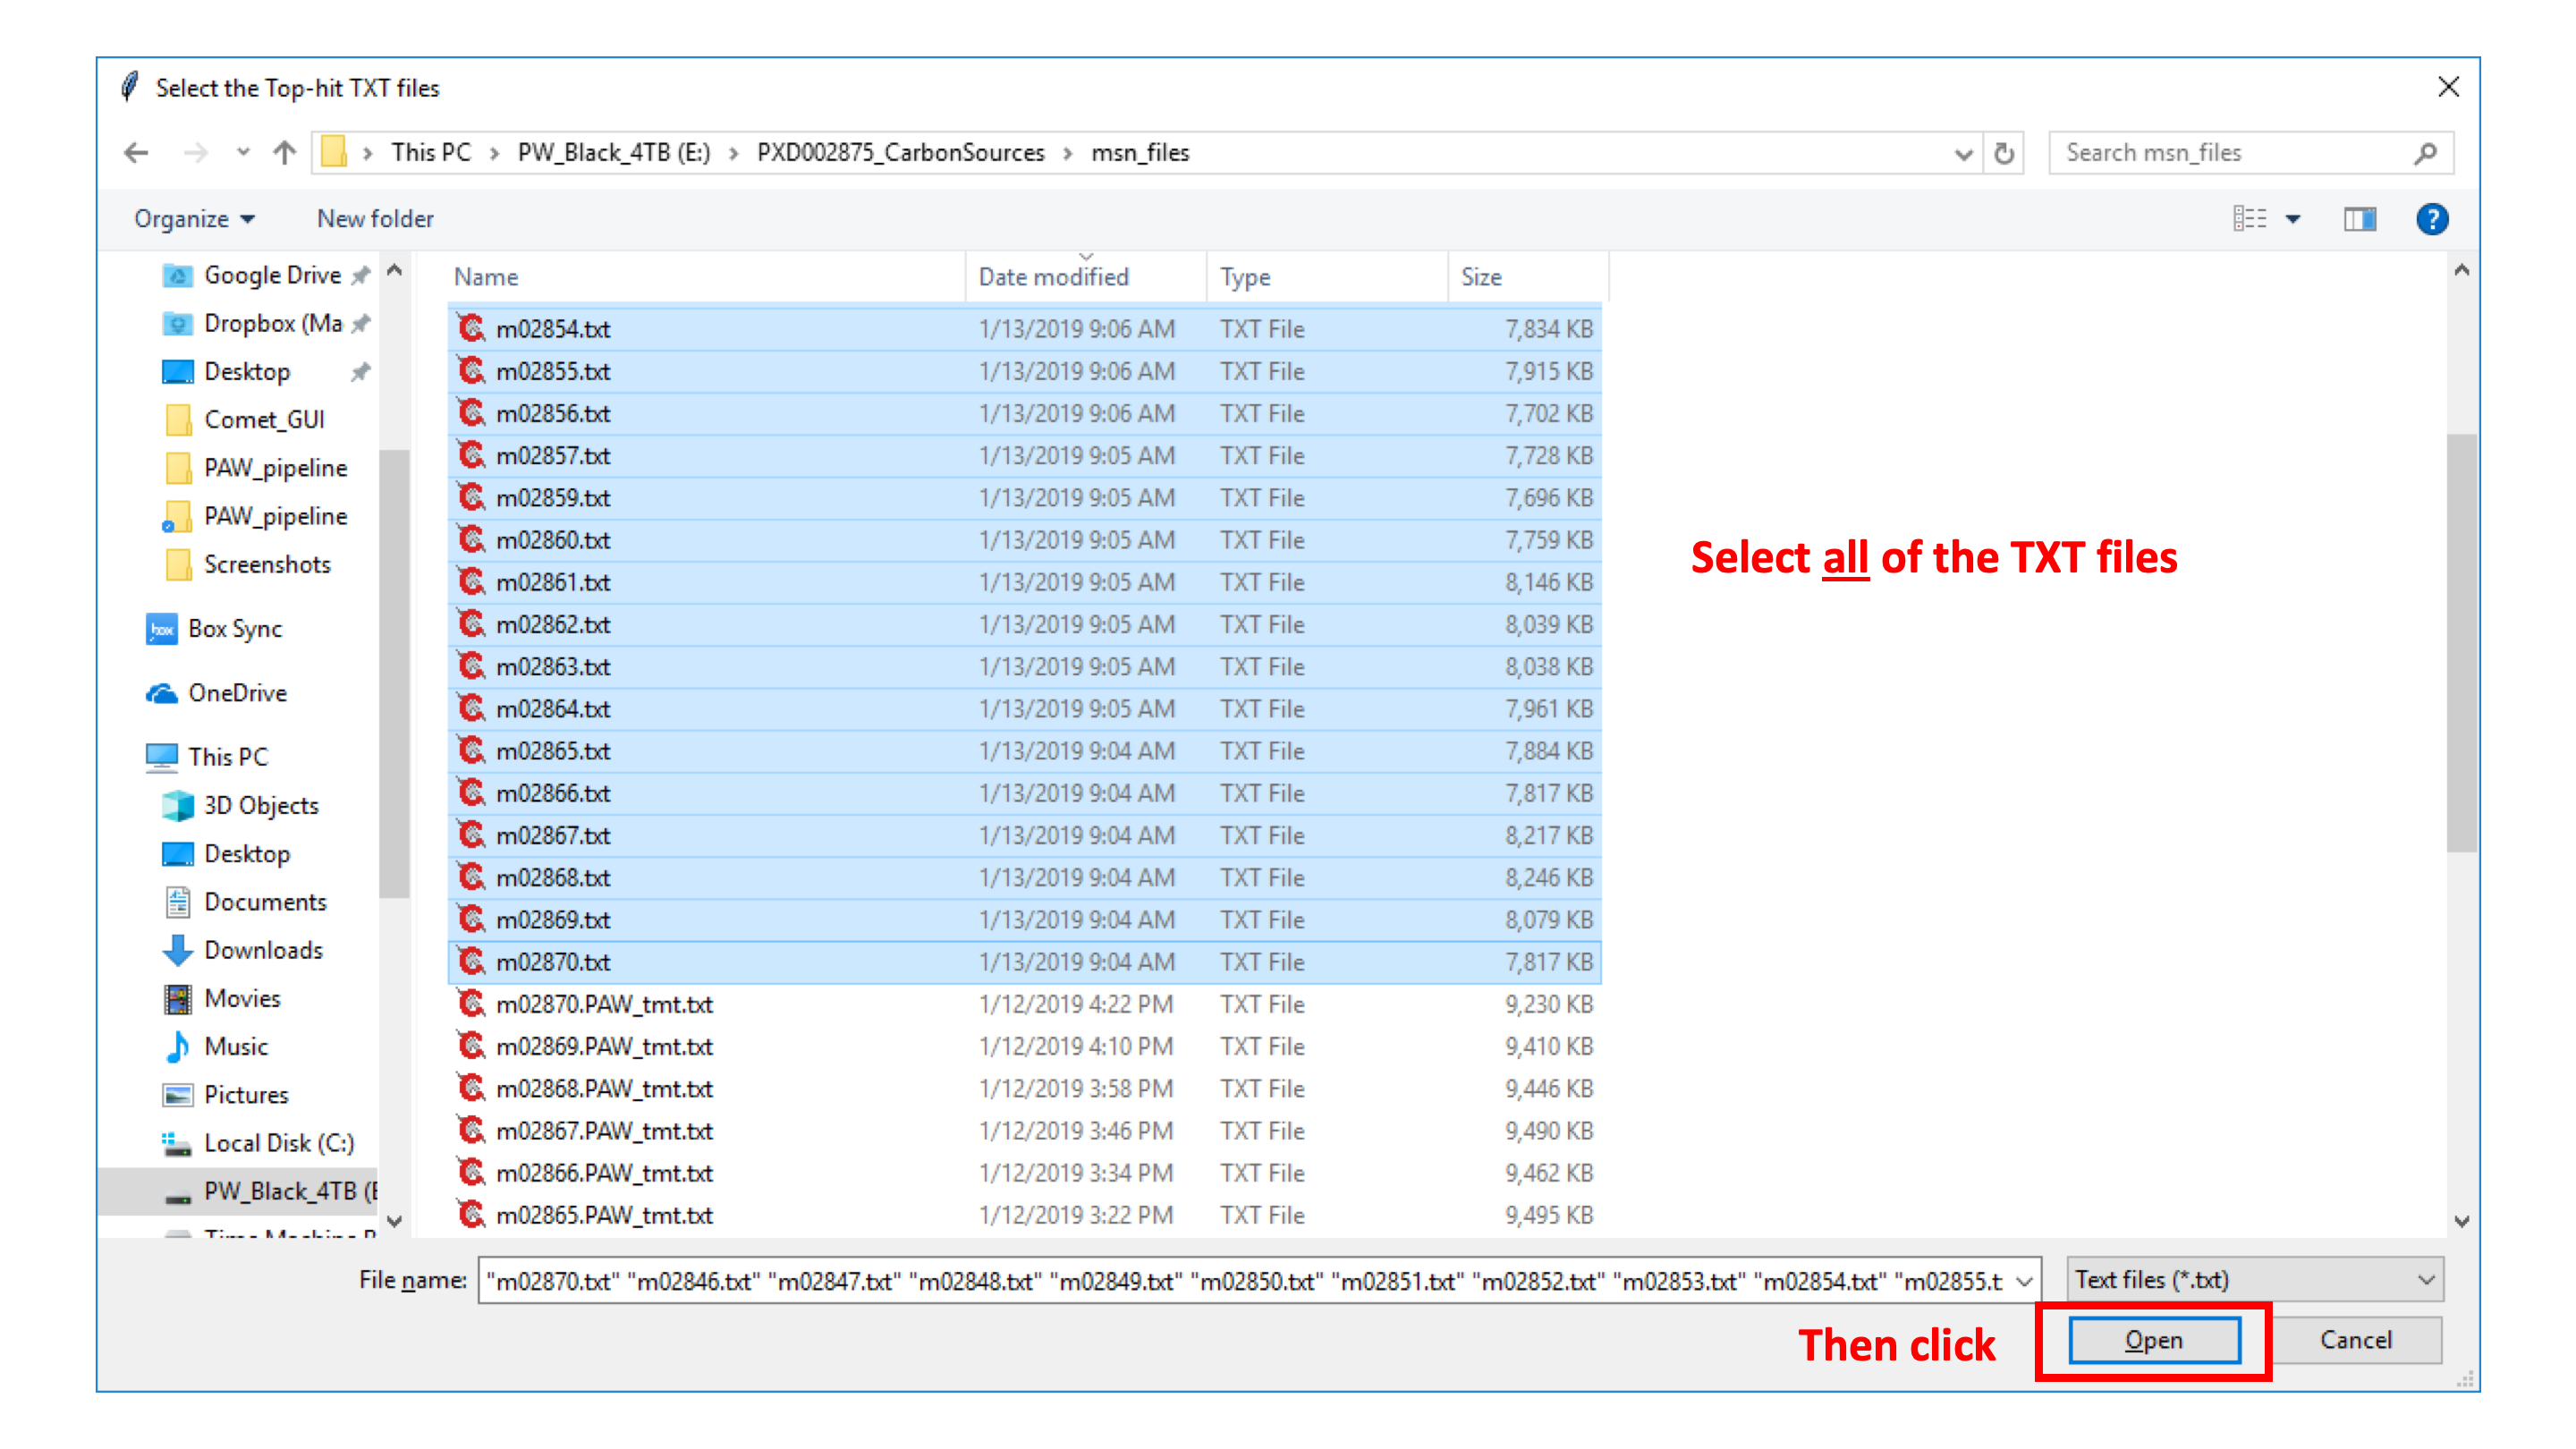 Select the Top-hit TXT files
This PC > PW_Black_4TB (E:) > PXD002875_CarbonSources > msn_files
Search msn_files
Organize
New folder
Google Drive
Dropbox (Ma
Desktop
Comet_GUI
PAW_pipeline
PAW_pipeline
Screenshots
Box Sync
OneDrive
This PC
3D Objects
Desktop
Documents
Downloads
Movies
Music
Pictures
Local Disk (C:)
PW_Black_4TB (E
Name Date modified Type Size
m02854.txt 1/13/2019 9:06 AM TXT File 7,834 KB
m02855.txt 1/13/2019 9:06 AM TXT File 7,915 KB
m02856.txt 1/13/2019 9:06 AM TXT File 7,702 KB
m02857.txt 1/13/2019 9:05 AM TXT File 7,728 KB
m02859.txt 1/13/2019 9:05 AM TXT File 7,696 KB
m02860.txt 1/13/2019 9:05 AM TXT File 7,759 KB
m02861.txt 1/13/2019 9:05 AM TXT File 8,146 KB
m02862.txt 1/13/2019 9:05 AM TXT File 8,039 KB
m02863.txt 1/13/2019 9:05 AM TXT File 8,038 KB
m02864.txt 1/13/2019 9:05 AM TXT File 7,961 KB
m02865.txt 1/13/2019 9:04 AM TXT File 7,884 KB
m02866.txt 1/13/2019 9:04 AM TXT File 7,817 KB
m02867.txt 1/13/2019 9:04 AM TXT File 8,217 KB
m02868.txt 1/13/2019 9:04 AM TXT File 8,246 KB
m02869.txt 1/13/2019 9:04 AM TXT File 8,079 KB
m02870.txt 1/13/2019 9:04 AM TXT File 7,817 KB
m02870.PAW_tmt.txt 1/12/2019 4:22 PM TXT File 9,230 KB
m02869.PAW_tmt.txt 1/12/2019 4:10 PM TXT File 9,410 KB
m02868.PAW_tmt.txt 1/12/2019 3:58 PM TXT File 9,446 KB
m02867.PAW_tmt.txt 1/12/2019 3:46 PM TXT File 9,490 KB
m02866.PAW_tmt.txt 1/12/2019 3:34 PM TXT File 9,462 KB
m02865.PAW_tmt.txt 1/12/2019 3:22 PM TXT File 9,495 KB
Select all of the TXT files
File name: "m02870.txt" "m02846.txt" "m02847.txt" "m02848.txt" "m02849.txt" "m02850.txt" "m02851.txt" "m02852.txt" "m02853.txt" "m02854.txt" "m02855.t
Text files (*.txt)
Then click
Open
Cancel